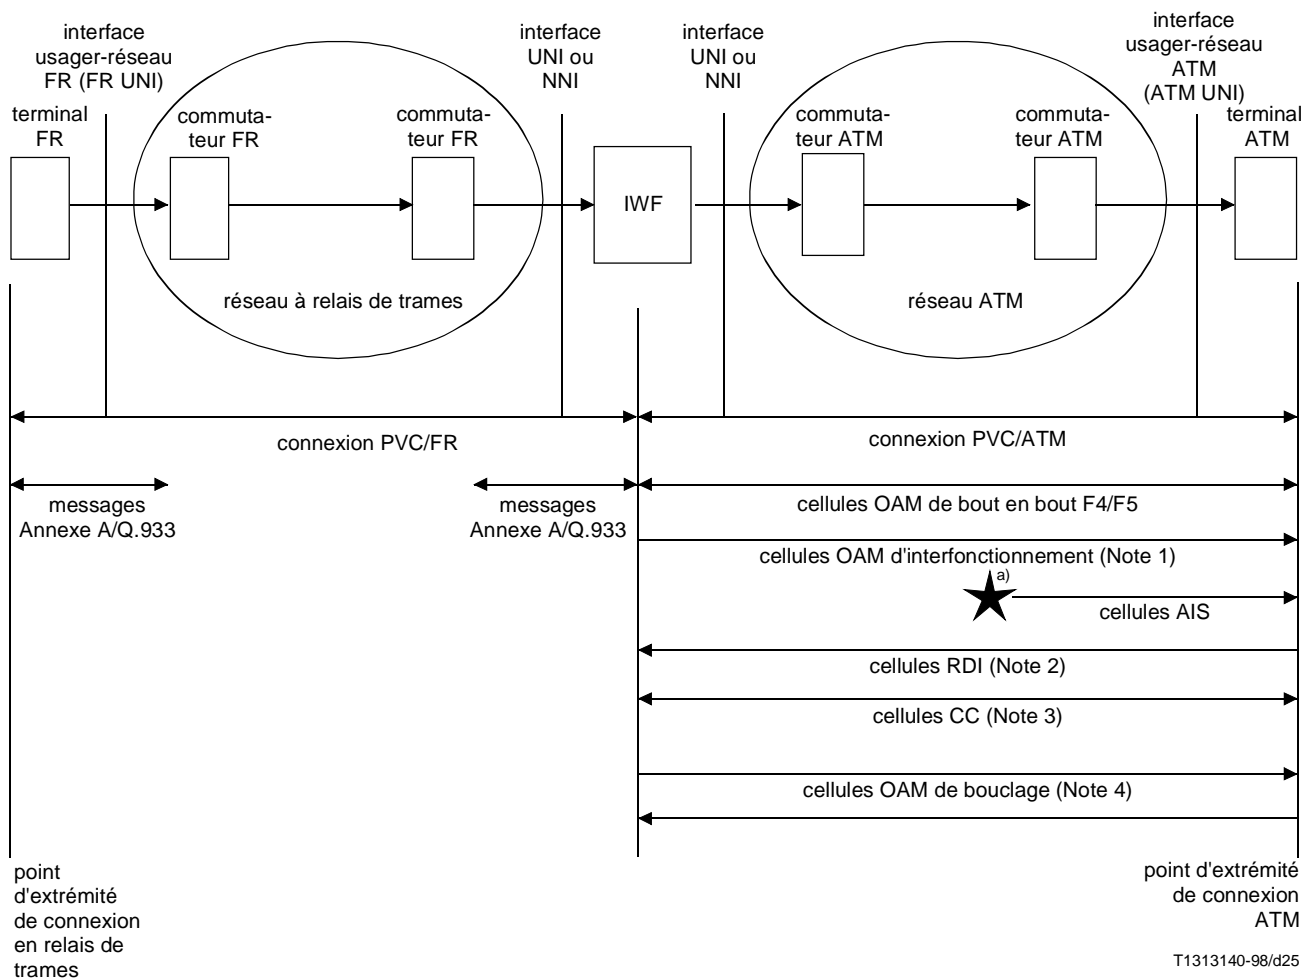 interface
usager-réseau
FR (FR UNI)
interface
UNI ou
NNI
interface
UNI ou
NNI
interface
usager-réseau
ATM
(ATM UNI)
terminal
FR
commuta-
teur FR
commuta-
teur FR
commuta-
teur ATM
commuta-
teur ATM
terminal
ATM
IWF
réseau à relais de trames
réseau ATM
connexion PVC/FR
connexion PVC/ATM
messages
Annexe A/Q.933
messages
Annexe A/Q.933
cellules OAM de bout en bout F4/F5
cellules OAM d'interfonctionnement (Note 1)
a)
cellules AIS
cellules RDI (Note 2)
cellules CC (Note 3)
cellules OAM de bouclage (Note 4)
point
d'extrémité
de connexion
en relais de
trames
point d'extrémité
de connexion
ATM
T1313140-98/d25